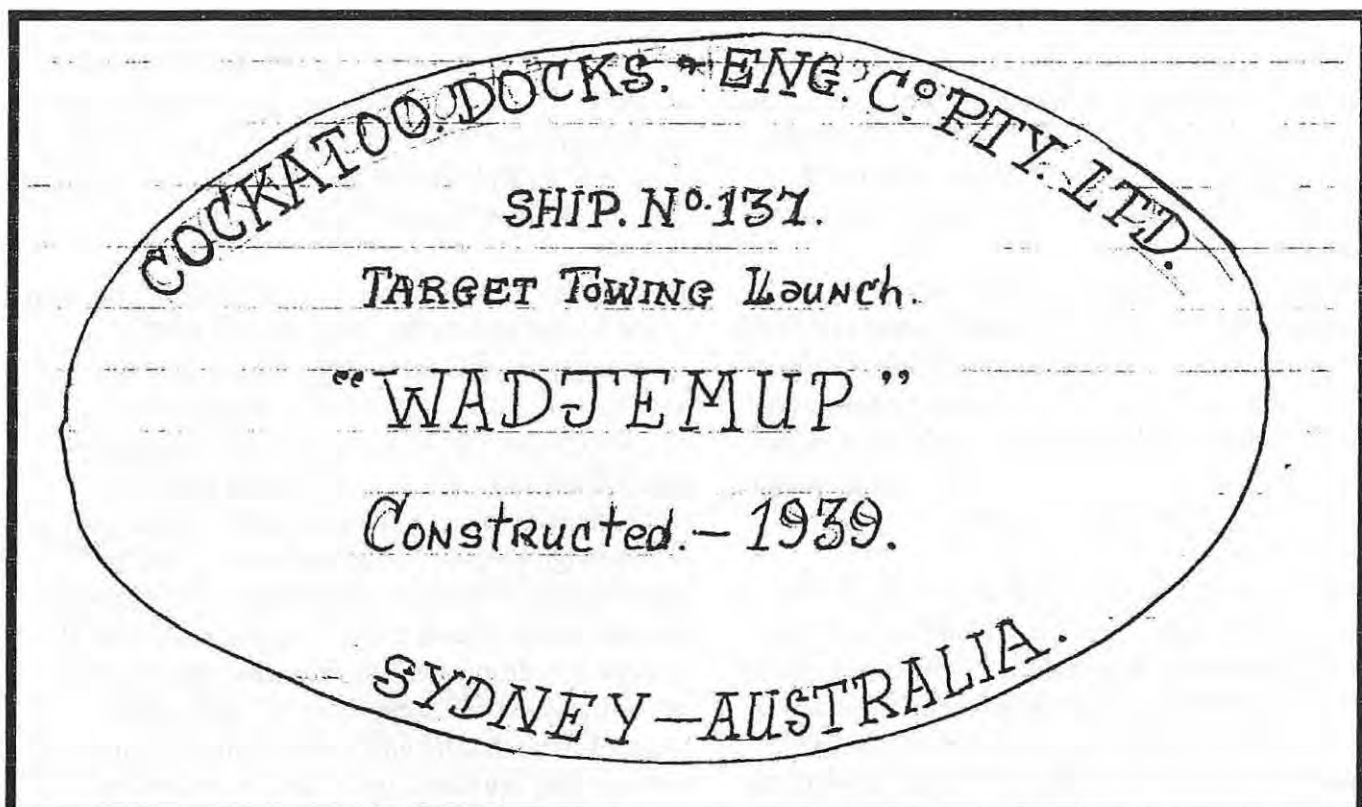 COCKATOO. DOCKS. & ENG. Cº. PTY. LTD.
SHIP. Nº. 137.
TARGET TOWING LaUNch.
"WADJEMUP"
CONStRUcted. – 1939.
SYDNEY – AUSTRALIA.